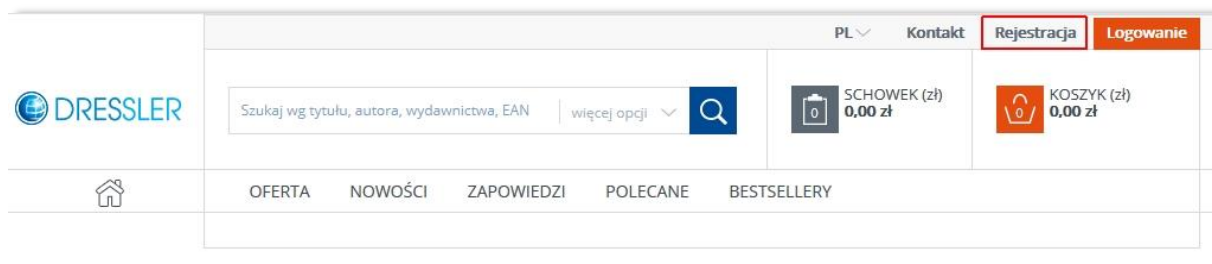 PL Kontakt Rejestracja Logowanie
DRESSLER
Szukaj wg tytułu, autora, wydawnictwa, EAN więcej opcji
0 SCHOWEK (zł)
0,00 zł
0 KOSZYK (zł)
0,00 zł
OFERTA NOWOŚCI ZAPOWIEDZI POLECANE BESTSELLERY